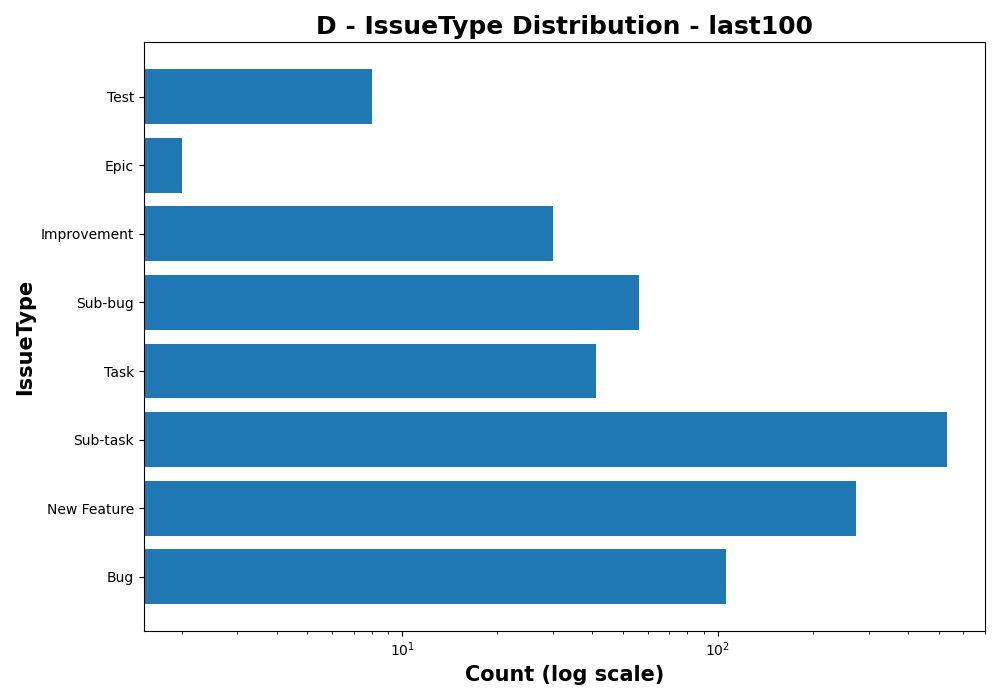 D - IssueType Distribution - last100
Test
Epic
Improvement
Sub-bug
Task
Sub-task
New Feature
Bug
IssueType
10¹
10²
Count (log scale)